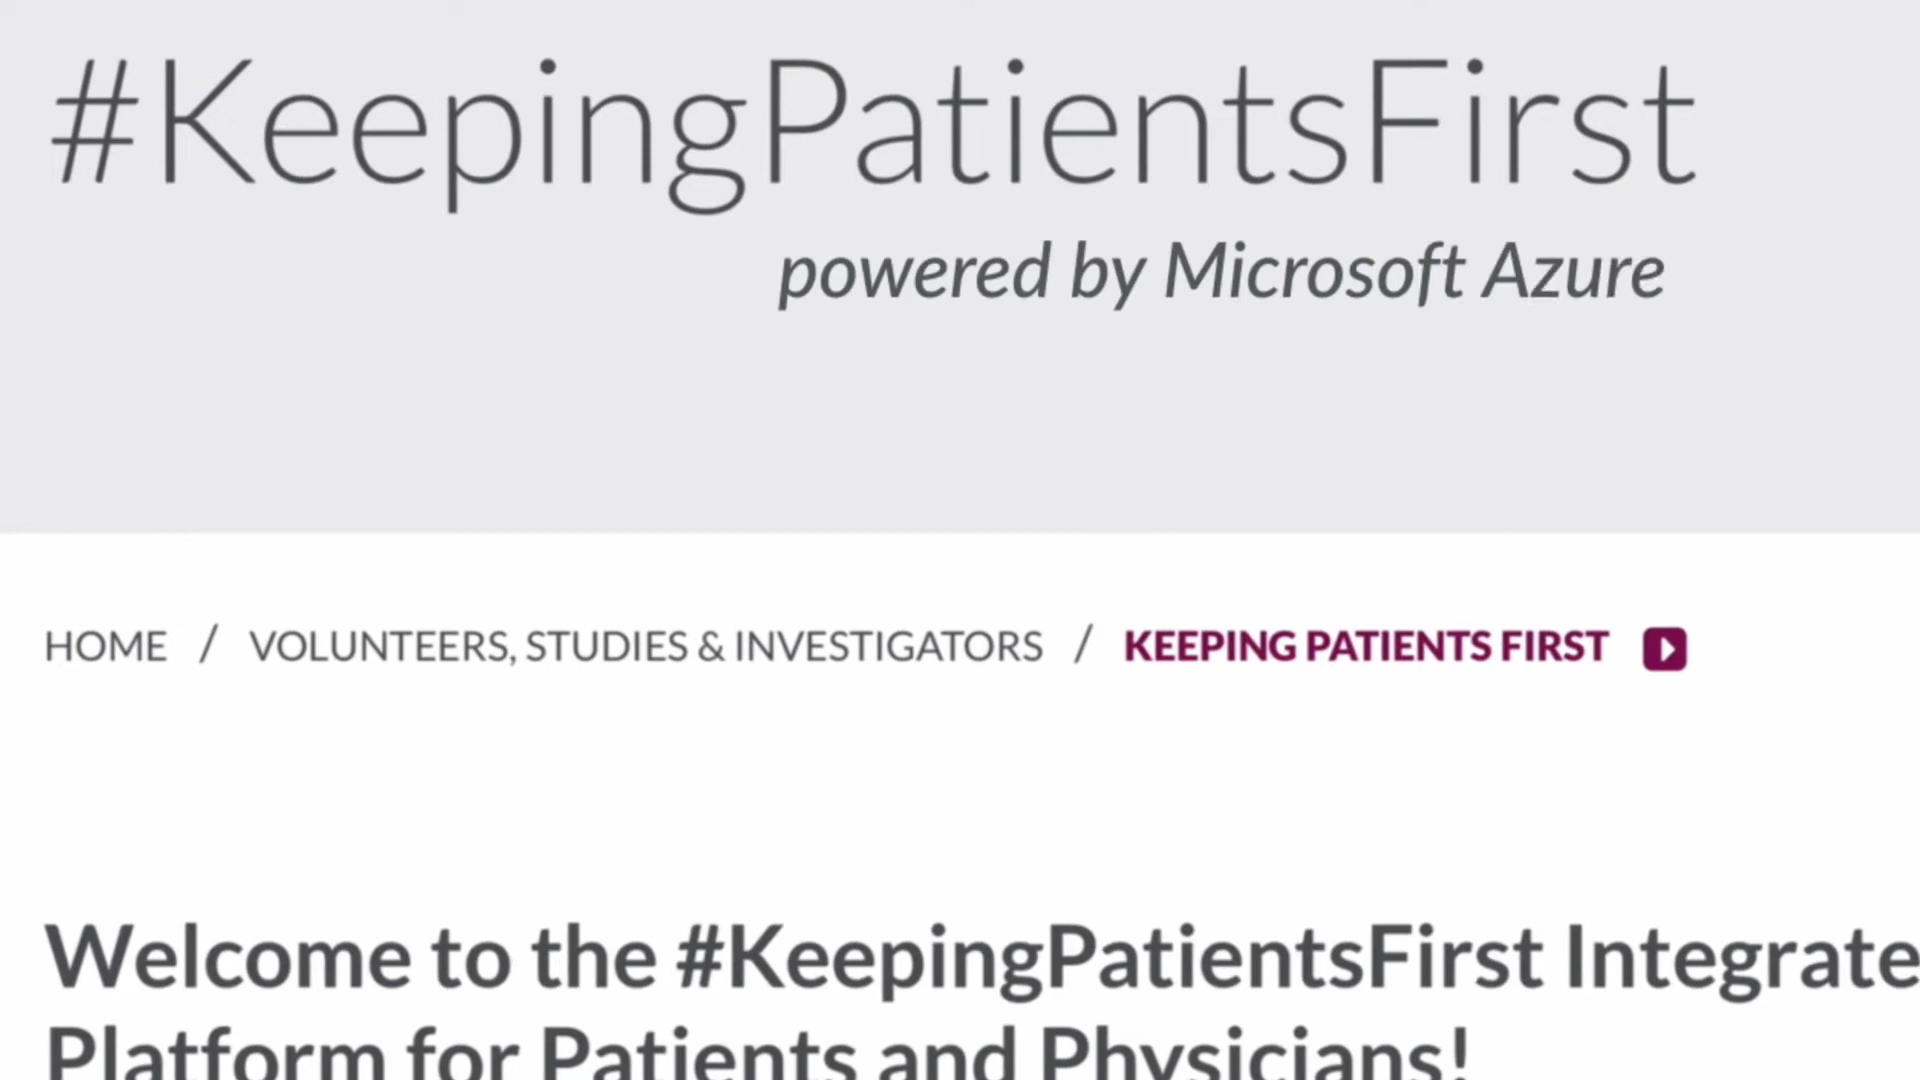 #KeepingPatientsFirst
powered by Microsoft Azure
HOME / VOLUNTEERS, STUDIES & INVESTIGATORS / KEEPING PATIENTS FIRST
Welcome to the #KeepingPatientsFirst Integrate
Platform for Patients and Physicians!